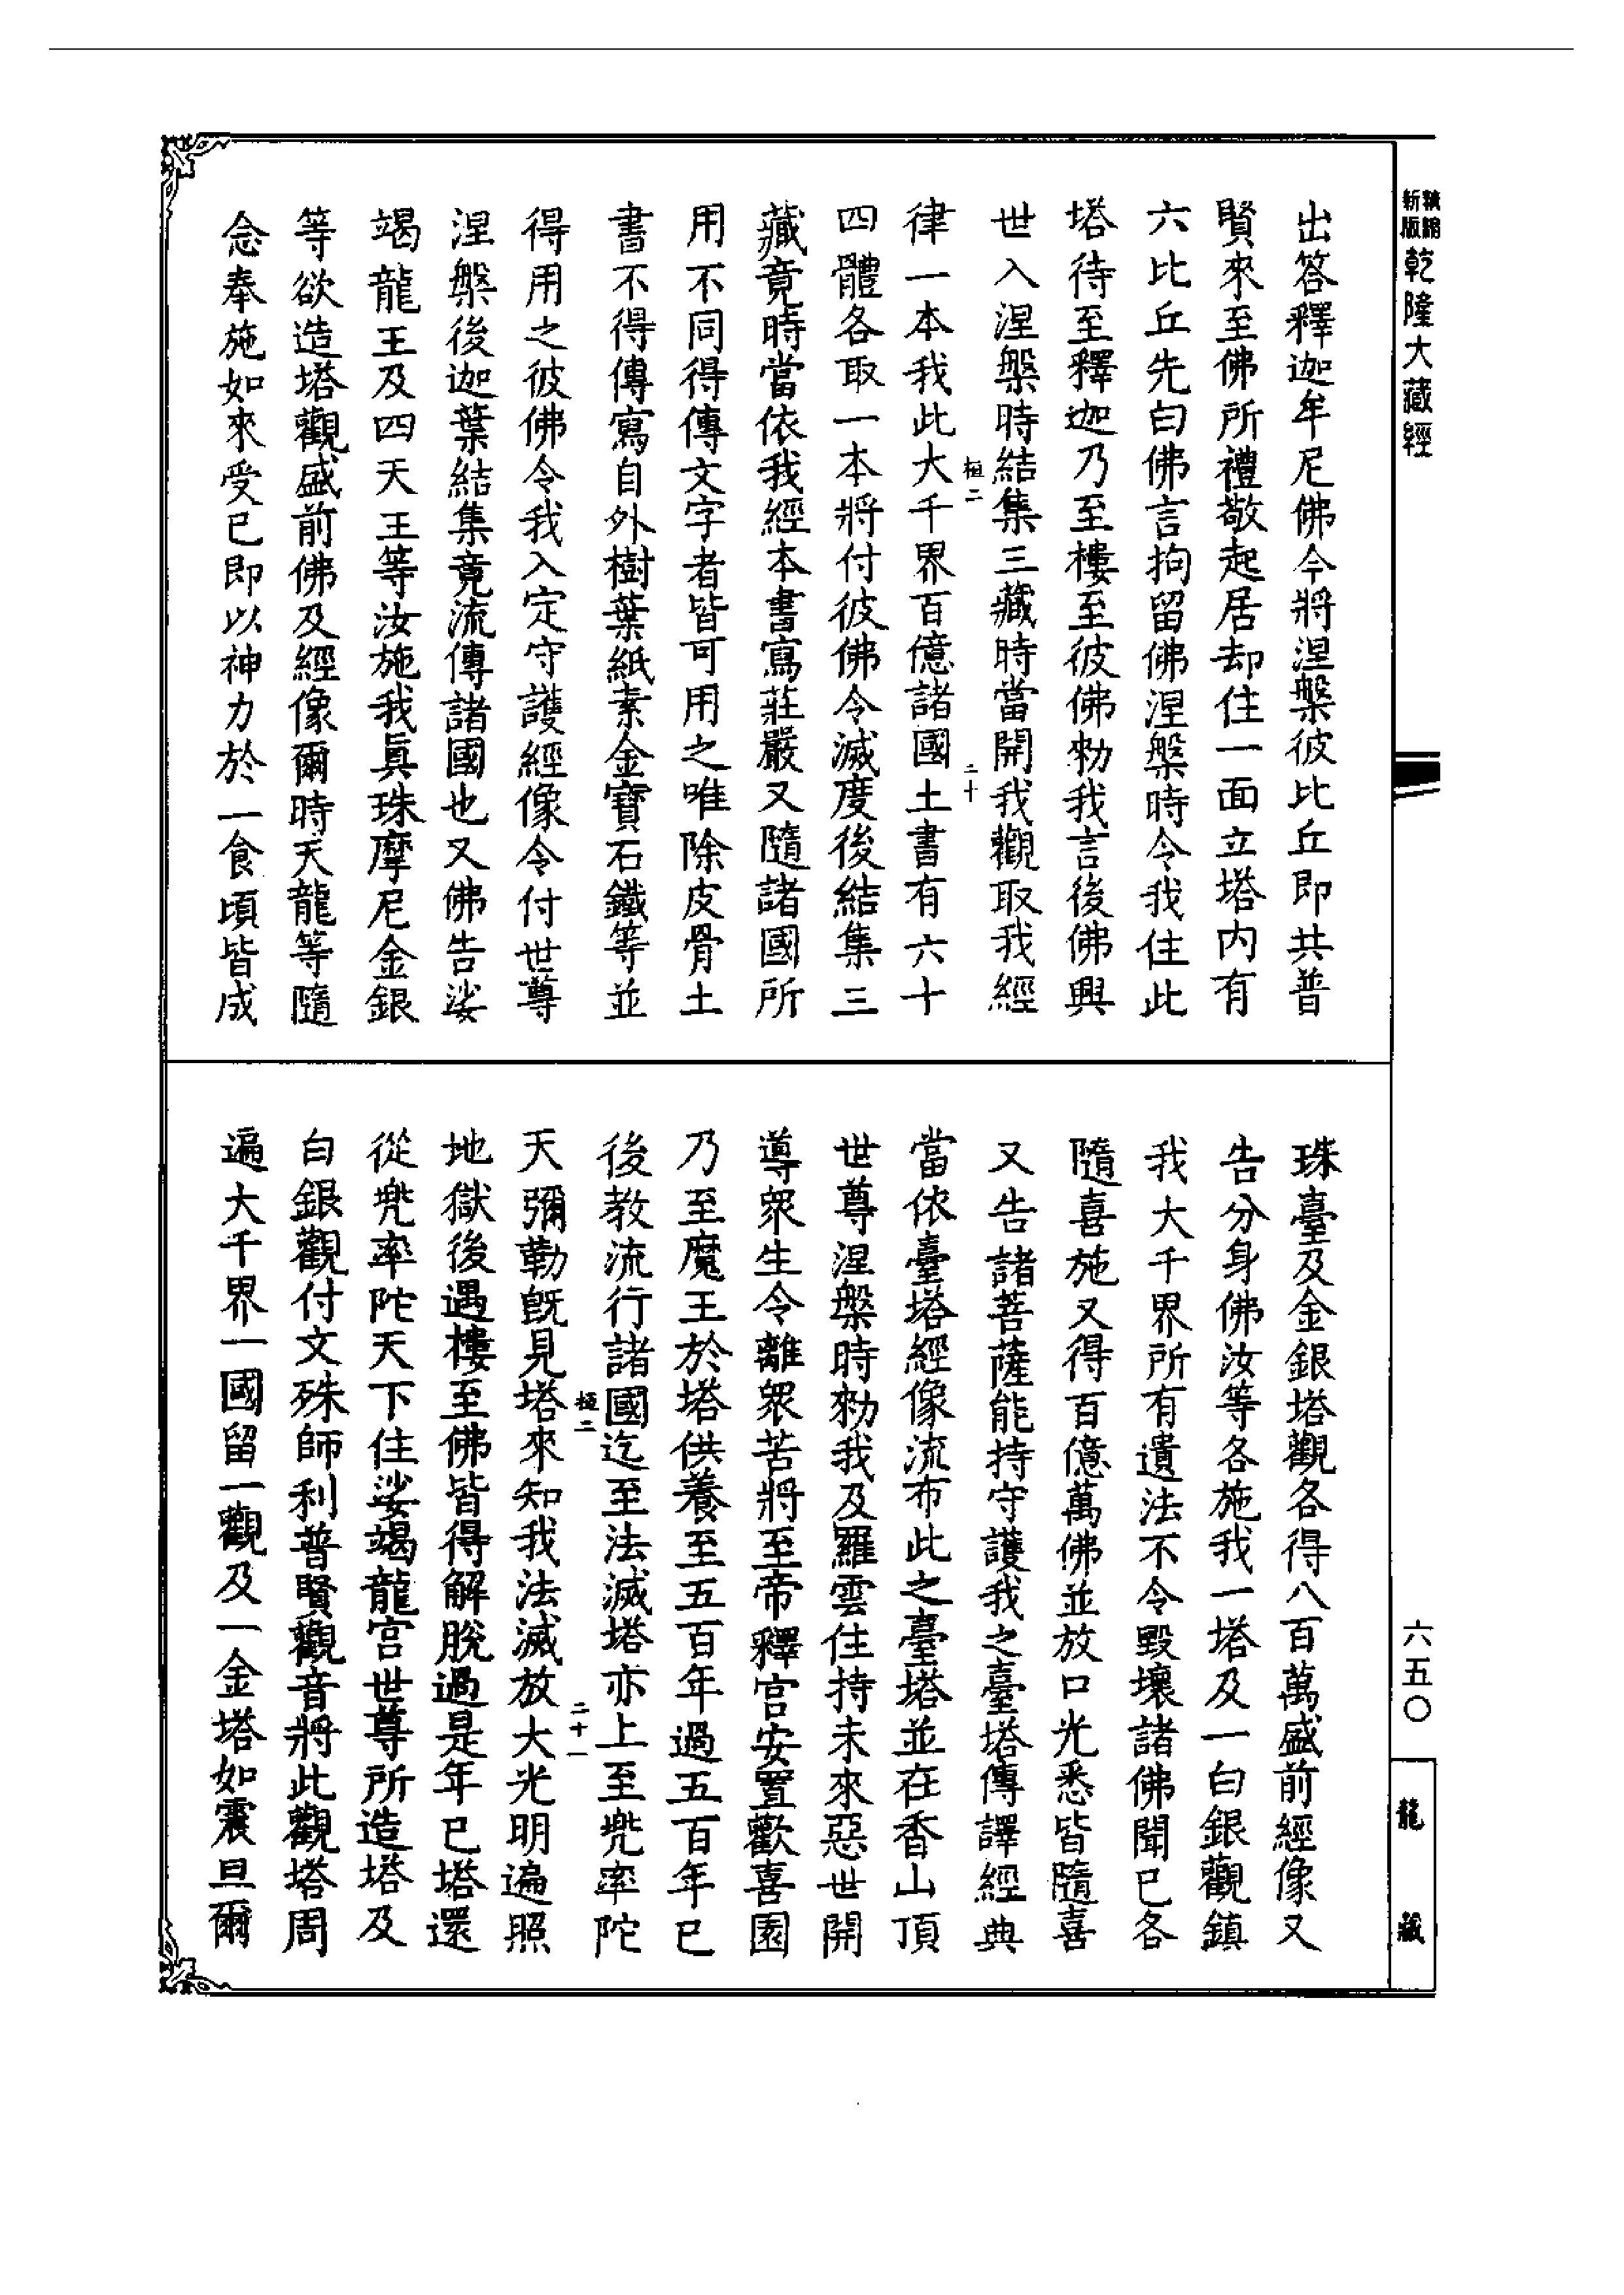 新版
乾隆大藏經
出答釋迦牟尼佛今將涅槃彼比丘即共普
賢來至佛所禮敬起居却住一面立塔内有
六比丘先白佛言拘留佛涅槃時令我住此
塔待至釋迦乃至樓至彼佛勑我言後佛興
世入涅槃時結集三藏時當開我觀取我經
桓二
二十
律一本我此大千界百億諸國土書有六十
四體各取一本將付彼佛令滅度後結集三
藏竟時當依我經本書寫莊嚴又隨諸國所
用不同得傳文字者皆可用之唯除皮骨土
書不得傳寫自外樹葉紙素金寶石鐵等並
得用之彼佛令我入定守護經像令付世尊
涅槃後迦葉結集竟流傳諸國也又佛告娑
竭龍王及四天王等汝施我真珠摩尼金銀
等欲造塔觀盛前佛及經像爾時天龍等隨
念奉施如來受已即以神力於一食頃皆成
珠臺及金銀塔觀各得八百萬盛前經像又
告分身佛汝等各施我一塔及一白銀觀鎮
我大千界所有遺法不令毀壞諸佛聞已各
隨喜施又得百億萬佛並放口光悉皆隨喜
又告諸菩薩能持守護我之臺塔傳譯經典
當依臺塔經像流布此之臺塔並在香山頂
世尊涅槃時勑我及羅雲住持未來惡世開
導眾生令離眾苦將至帝釋宫安置歡喜園
乃至魔王於塔供養至五百年過五百年已
後教流行諸國迄至法滅塔亦上至兠率陀
桓二
二十一
天彌勒旣見塔來知我法滅放大光明遍照
地獄後遇樓至佛皆得解脫過是年已塔還
從兠率陀天下住娑竭龍宫世尊所造塔及
白銀觀付文殊師利普賢觀音將此觀塔周
遍大千界一國留一觀及一金塔如震旦爾
六五〇
龍藏